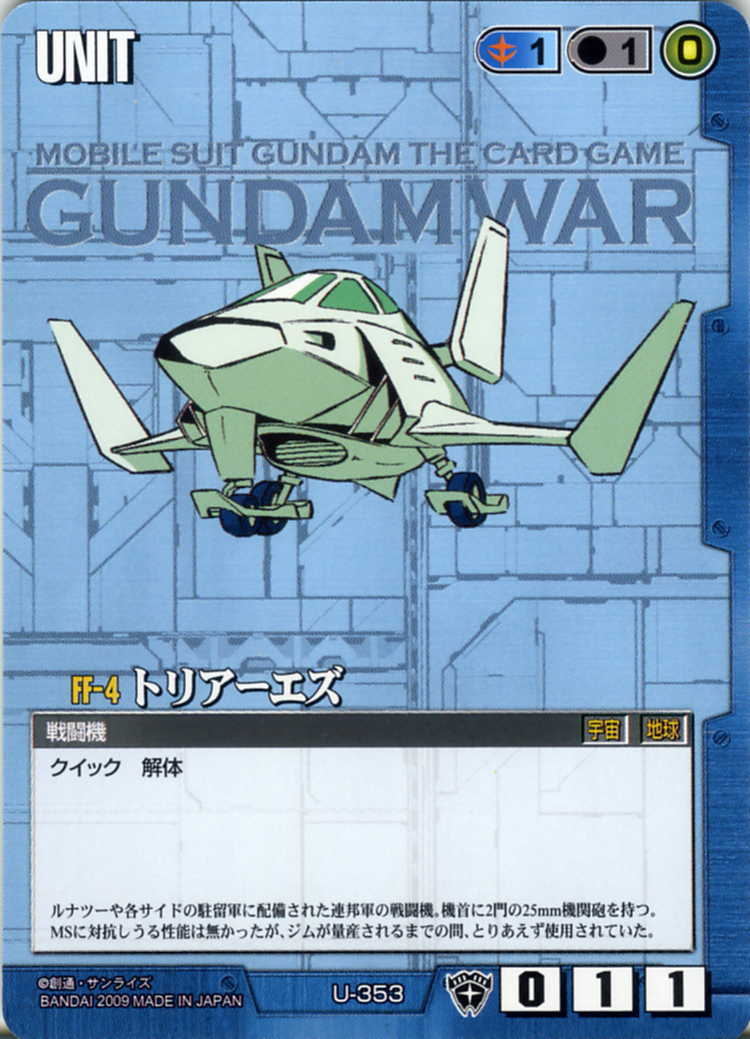 UNIT
1 1 0
MOBILE SUIT GUNDAM THE CARD GAME
GUNDAM WAR
FF-4 トリアーエズ
戦闘機 宇宙 地球
クイック 解体
ルナツーや各サイドの駐留軍に配備された連邦軍の戦闘機。機首に2門の25mm機関砲を持つ。
MSに対抗しうる性能は無かったが、ジムが量産されるまでの間、とりあえず使用されていた。
©創通・サンライズ
BANDAI 2009 MADE IN JAPAN
U-353
0 1 1